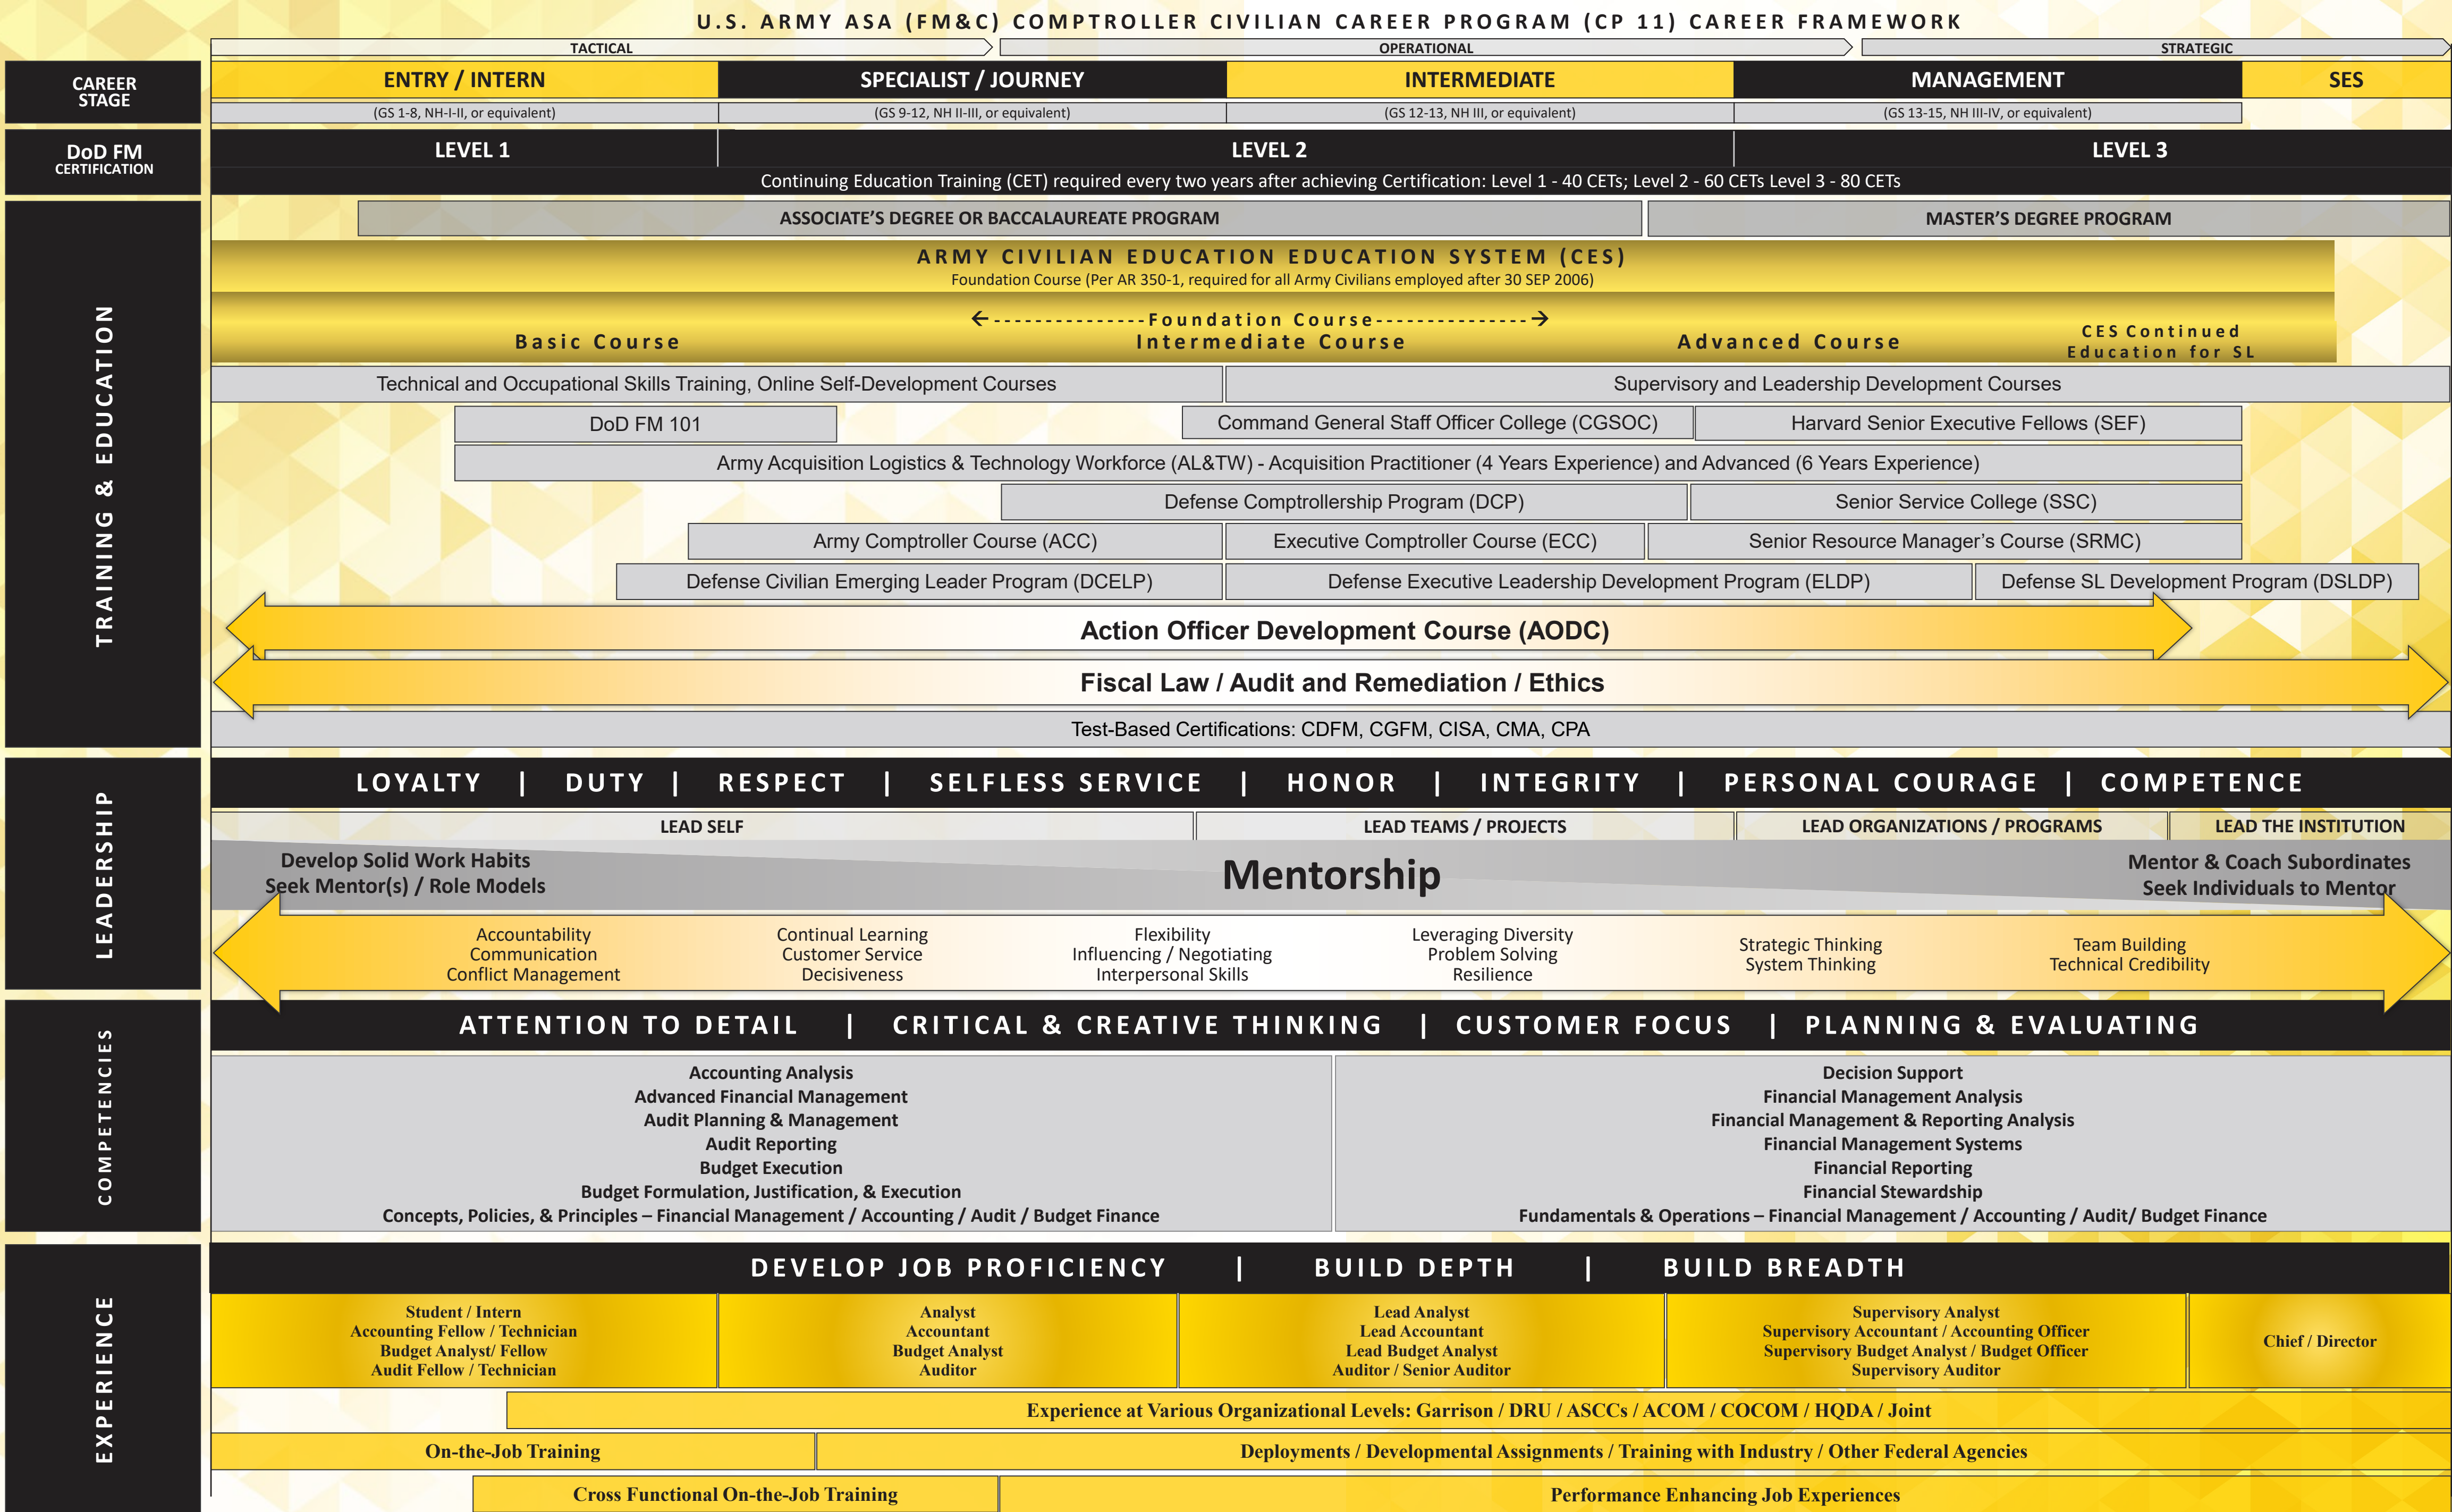 U.S. ARMY ASA (FM&C) COMPTROLLER CIVILIAN CAREER PROGRAM (CP 11) CAREER FRAMEWORK
TACTICAL
OPERATIONAL
STRATEGIC
CAREER
STAGE
ENTRY / INTERN
SPECIALIST / JOURNEY
INTERMEDIATE
MANAGEMENT
SES
(GS 1-8, NH-I-II, or equivalent)
(GS 9-12, NH II-III, or equivalent)
(GS 12-13, NH III, or equivalent)
(GS 13-15, NH III-IV, or equivalent)
DoD FM
CERTIFICATION
LEVEL 1
LEVEL 2
LEVEL 3
Continuing Education Training (CET) required every two years after achieving Certification: Level 1 - 40 CETs; Level 2 - 60 CETs Level 3 - 80 CETs
TRAINING & EDUCATION
ASSOCIATE'S DEGREE OR BACCALAUREATE PROGRAM
MASTER'S DEGREE PROGRAM
ARMY CIVILIAN EDUCATION EDUCATION SYSTEM (CES)
Foundation Course (Per AR 350-1, required for all Army Civilians employed after 30 SEP 2006)
←---------------Foundation Course---------------→
Basic Course
Intermediate Course
Advanced Course
CES Continued
Education for SL
Technical and Occupational Skills Training, Online Self-Development Courses
Supervisory and Leadership Development Courses
DoD FM 101
Command General Staff Officer College (CGSOC)
Harvard Senior Executive Fellows (SEF)
Army Acquisition Logistics & Technology Workforce (AL&TW) - Acquisition Practitioner (4 Years Experience) and Advanced (6 Years Experience)
Defense Comptrollership Program (DCP)
Senior Service College (SSC)
Army Comptroller Course (ACC)
Executive Comptroller Course (ECC)
Senior Resource Manager's Course (SRMC)
Defense Civilian Emerging Leader Program (DCELP)
Defense Executive Leadership Development Program (ELDP)
Defense SL Development Program (DSLDP)
Action Officer Development Course (AODC)
Fiscal Law / Audit and Remediation / Ethics
Test-Based Certifications: CDFM, CGFM, CISA, CMA, CPA
LEADERSHIP
LOYALTY | DUTY | RESPECT | SELFLESS SERVICE | HONOR | INTEGRITY | PERSONAL COURAGE | COMPETENCE
LEAD SELF
LEAD TEAMS / PROJECTS
LEAD ORGANIZATIONS / PROGRAMS
LEAD THE INSTITUTION
Develop Solid Work Habits
Seek Mentor(s) / Role Models
Mentorship
Mentor & Coach Subordinates
Seek Individuals to Mentor
Accountability
Communication
Conflict Management
Continual Learning
Customer Service
Decisiveness
Flexibility
Influencing / Negotiating
Interpersonal Skills
Leveraging Diversity
Problem Solving
Resilience
Strategic Thinking
System Thinking
Team Building
Technical Credibility
COMPETENCIES
ATTENTION TO DETAIL | CRITICAL & CREATIVE THINKING | CUSTOMER FOCUS | PLANNING & EVALUATING
Accounting Analysis
Advanced Financial Management
Audit Planning & Management
Audit Reporting
Budget Execution
Budget Formulation, Justification, & Execution
Concepts, Policies, & Principles – Financial Management / Accounting / Audit / Budget Finance
Decision Support
Financial Management Analysis
Financial Management & Reporting Analysis
Financial Management Systems
Financial Reporting
Financial Stewardship
Fundamentals & Operations – Financial Management / Accounting / Audit/ Budget Finance
EXPERIENCE
DEVELOP JOB PROFICIENCY | BUILD DEPTH | BUILD BREADTH
Student / Intern
Accounting Fellow / Technician
Budget Analyst/ Fellow
Audit Fellow / Technician
Analyst
Accountant
Budget Analyst
Auditor
Lead Analyst
Lead Accountant
Lead Budget Analyst
Auditor / Senior Auditor
Supervisory Analyst
Supervisory Accountant / Accounting Officer
Supervisory Budget Analyst / Budget Officer
Supervisory Auditor
Chief / Director
Experience at Various Organizational Levels: Garrison / DRU / ASCCs / ACOM / COCOM / HQDA / Joint
On-the-Job Training
Deployments / Developmental Assignments / Training with Industry / Other Federal Agencies
Cross Functional On-the-Job Training
Performance Enhancing Job Experiences